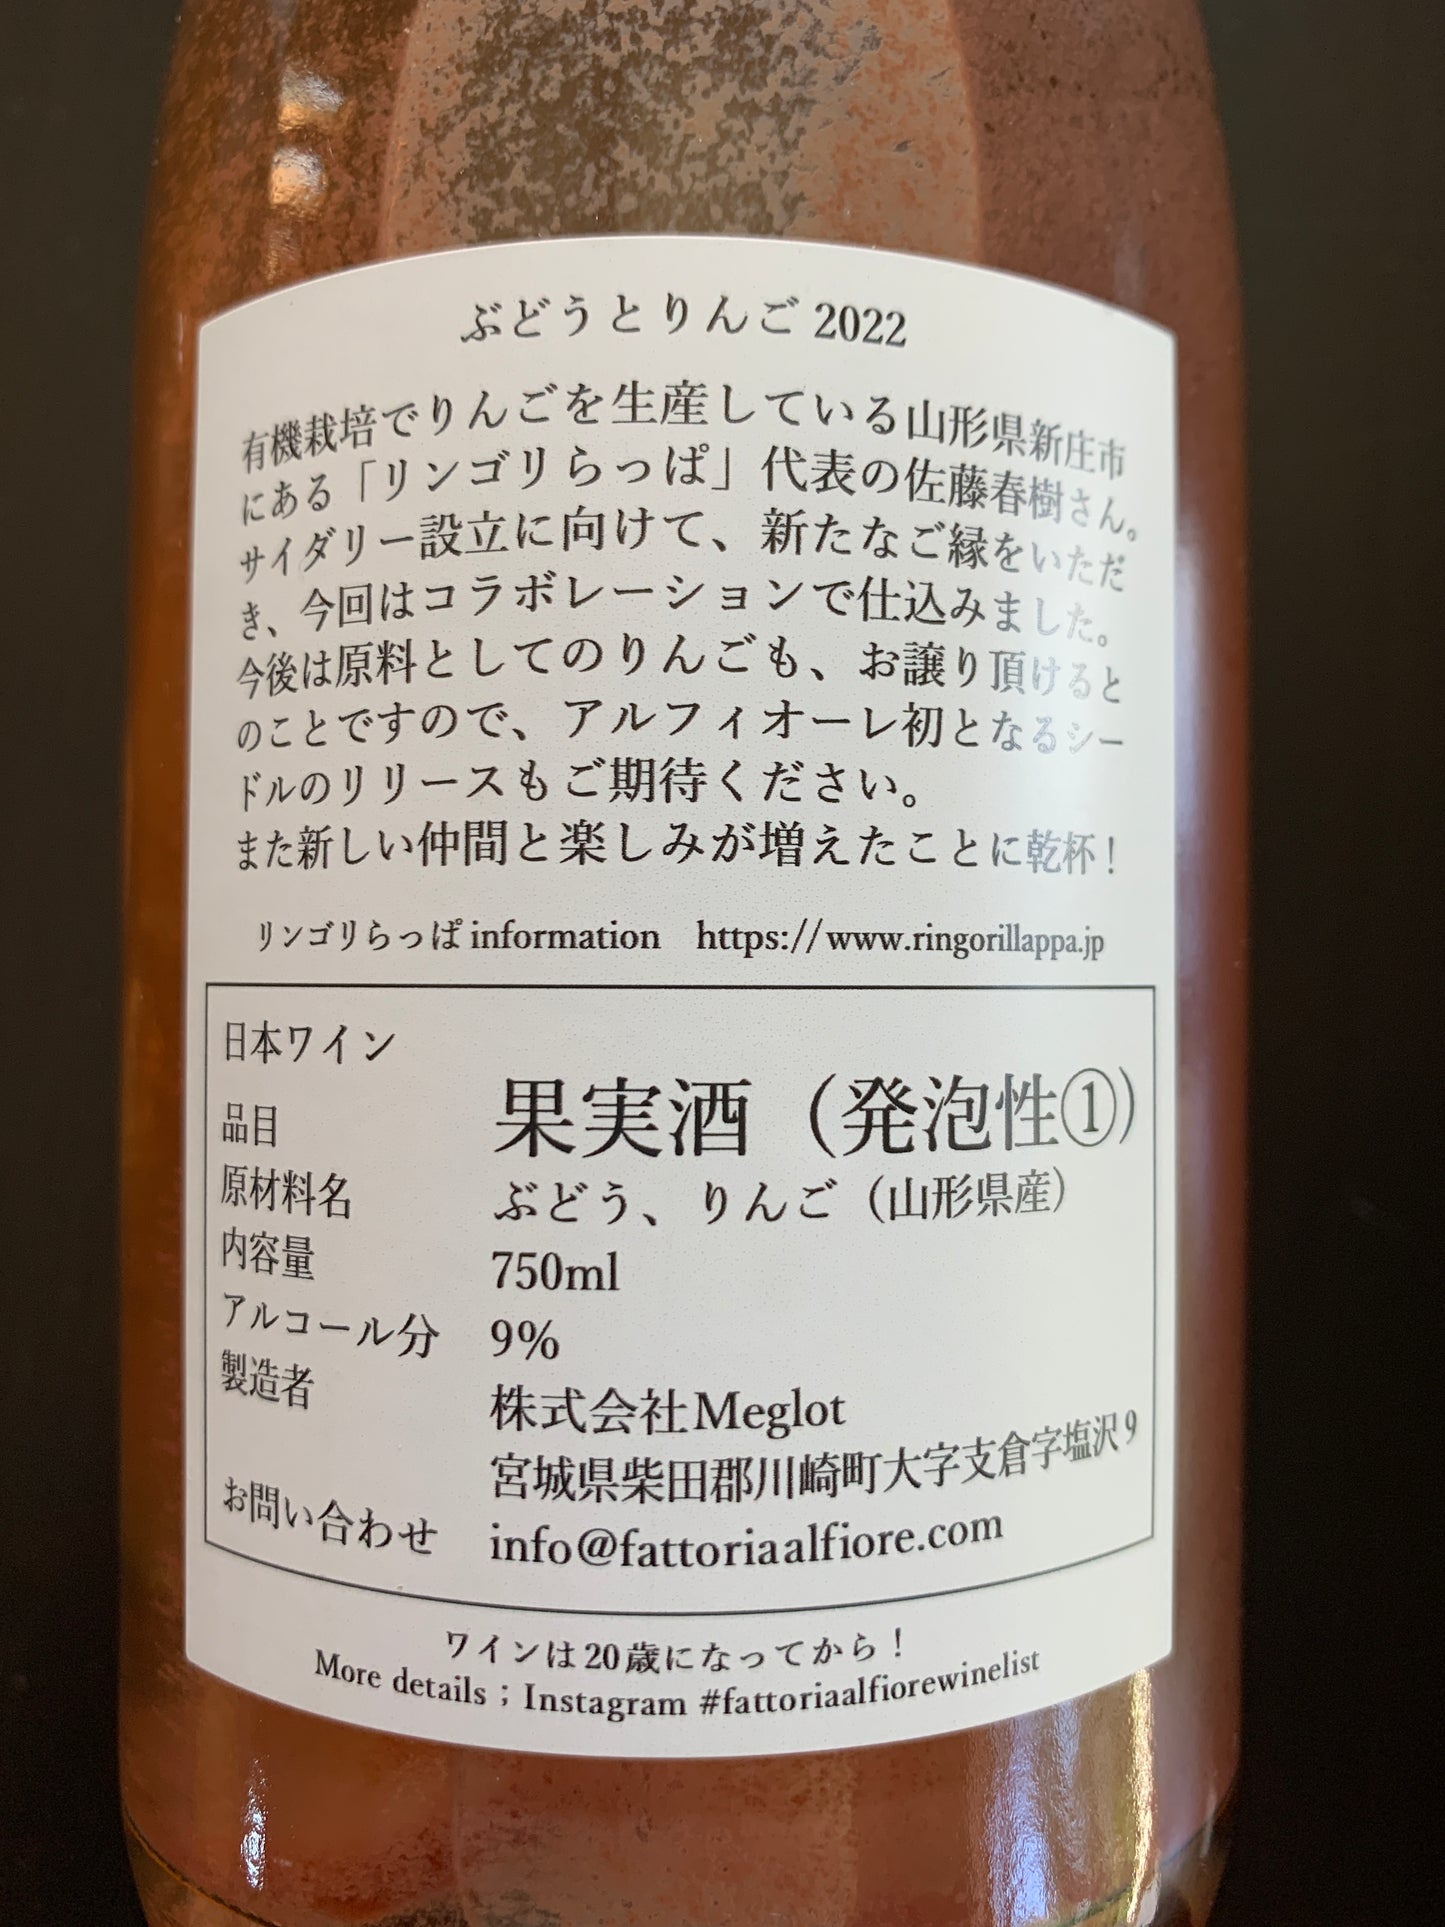 ぶどうとりんご 2022
有機栽培でりんごを生産している山形県新庄市
にある「リンゴリらっぱ」代表の佐藤春樹さん。
サイダリー設立に向けて、新たなご縁をいただ
き、今回はコラボレーションで仕込みました。
今後は原料としてのりんごも、お譲り頂けると
のことですので、アルフィオーレ初となるシー
ドルのリリースもご期待ください。
また新しい仲間と楽しみが増えたことに乾杯！
リンゴリらっぱ information　https://www.ringorillappa.jp
日本ワイン
品目　果実酒（発泡性①）
原材料名　ぶどう、りんご（山形県産）
内容量　750ml
アルコール分　9%
製造者　株式会社Meglot
宮城県柴田郡川崎町大字支倉字塩沢9
お問い合わせ　info@fattoriaalfiore.com
ワインは20歳になってから！
More details ; Instagram #fattoriaalfiorewinelist